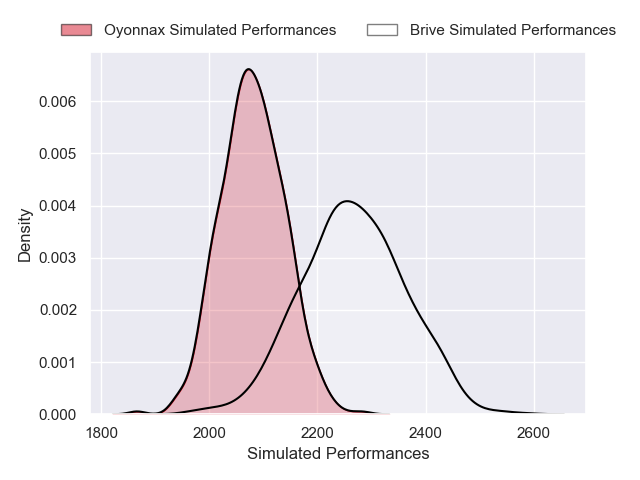 Oyonnax Simulated Performances
Brive Simulated Performances
0.006
0.005
0.004
0.003
0.002
0.001
0.000
Density
1800 2000 2200 2400 2600
Simulated Performances